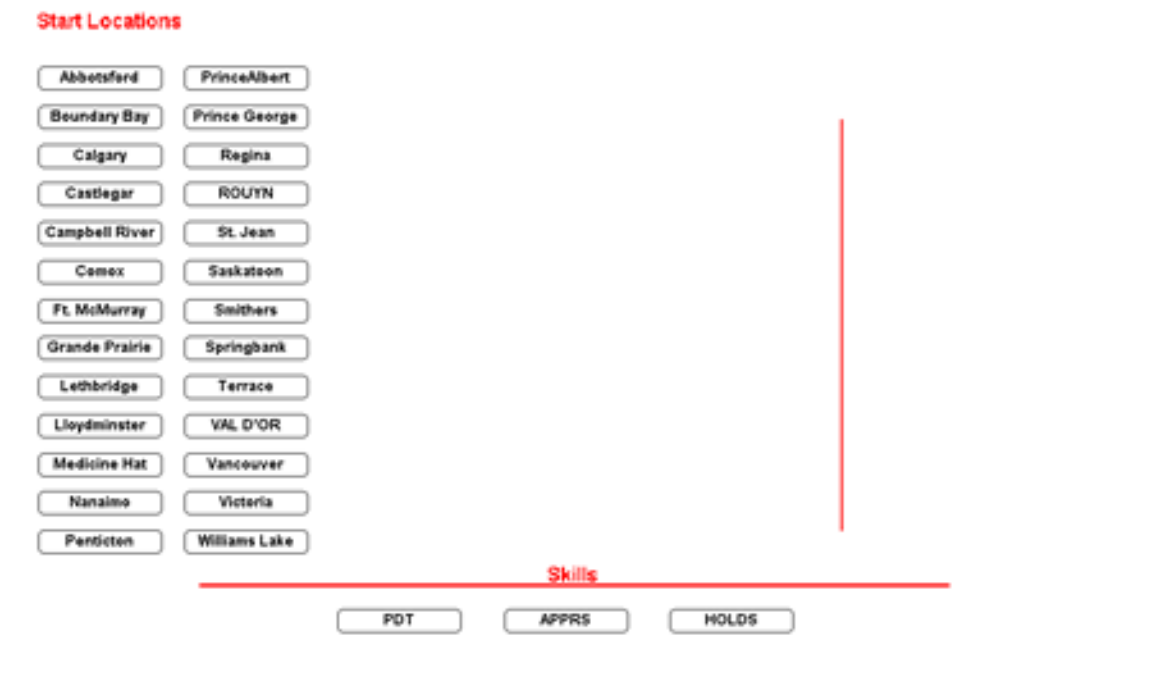 Start Locations
Abbotsford PrinceAlbert
Boundary Bay Prince George
Calgary Regina
Castlegar ROUYN
Campbell River St. Jean
Comox Saskatoon
Ft. McMurray Smithers
Grande Prairie Springbank
Lethbridge Terrace
Lloydminster VAL D'OR
Medicine Hat Vancouver
Nanaimo Victoria
Penticton Williams Lake
Skills
PDT APPRS HOLDS